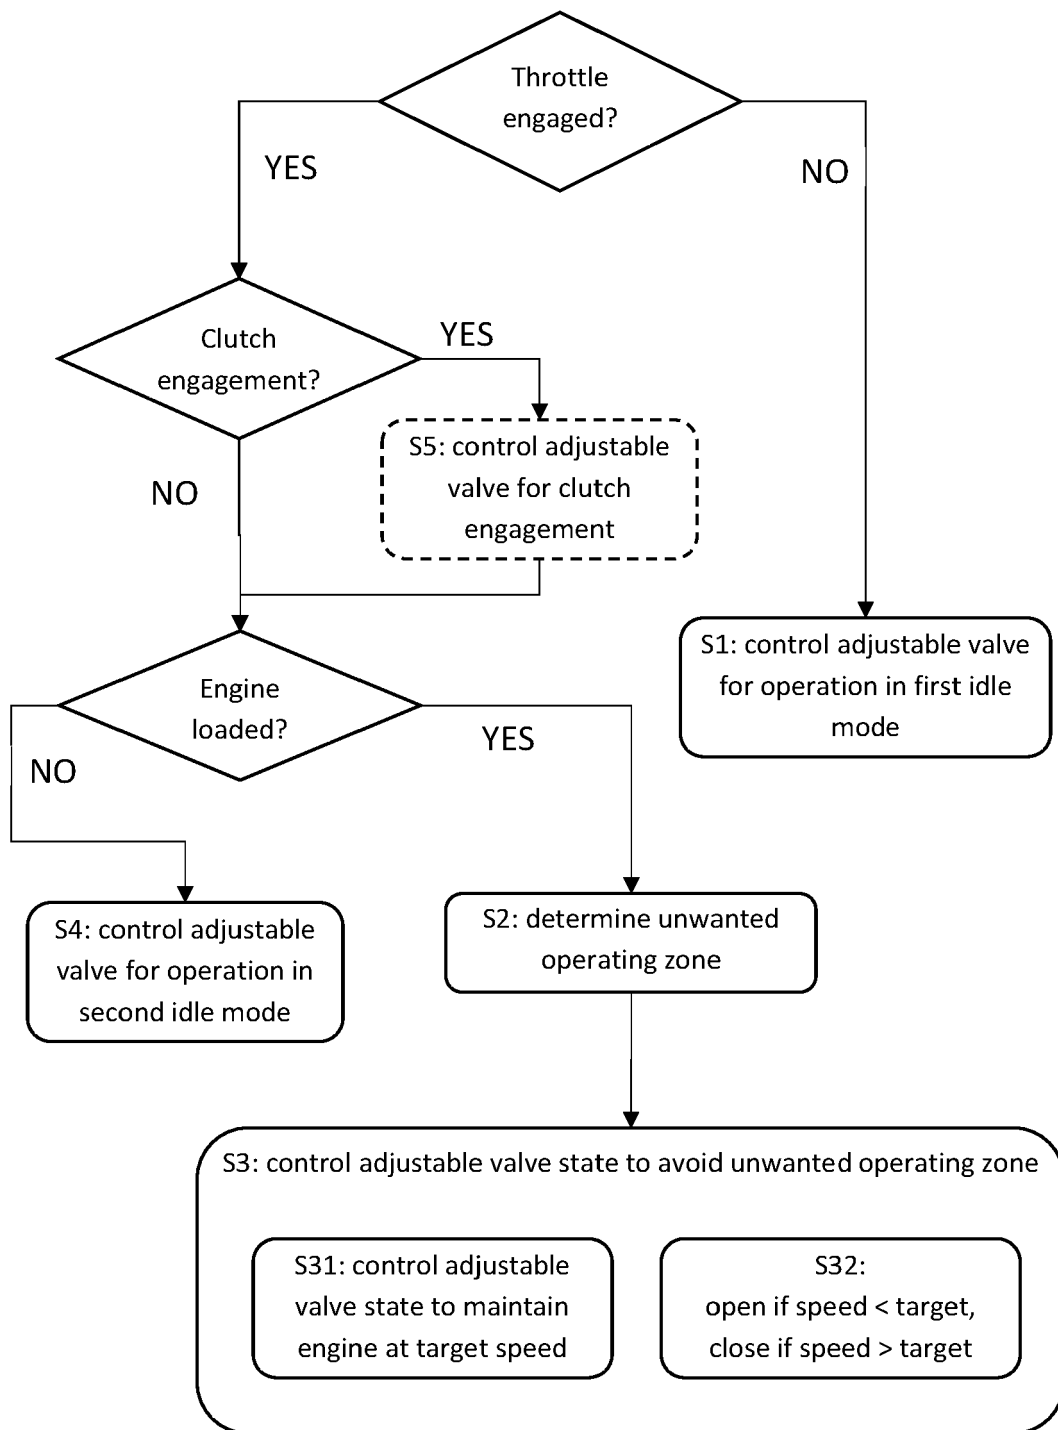 Throttle
engaged?
YES
NO
Clutch
engagement?
YES
S5: control adjustable
valve for clutch
engagement
NO
S1: control adjustable valve
for operation in first idle
mode
Engine
loaded?
YES
NO
S4: control adjustable
valve for operation in
second idle mode
S2: determine unwanted
operating zone
S3: control adjustable valve state to avoid unwanted operating zone
S31: control adjustable
valve state to maintain
engine at target speed
S32:
open if speed < target,
close if speed > target